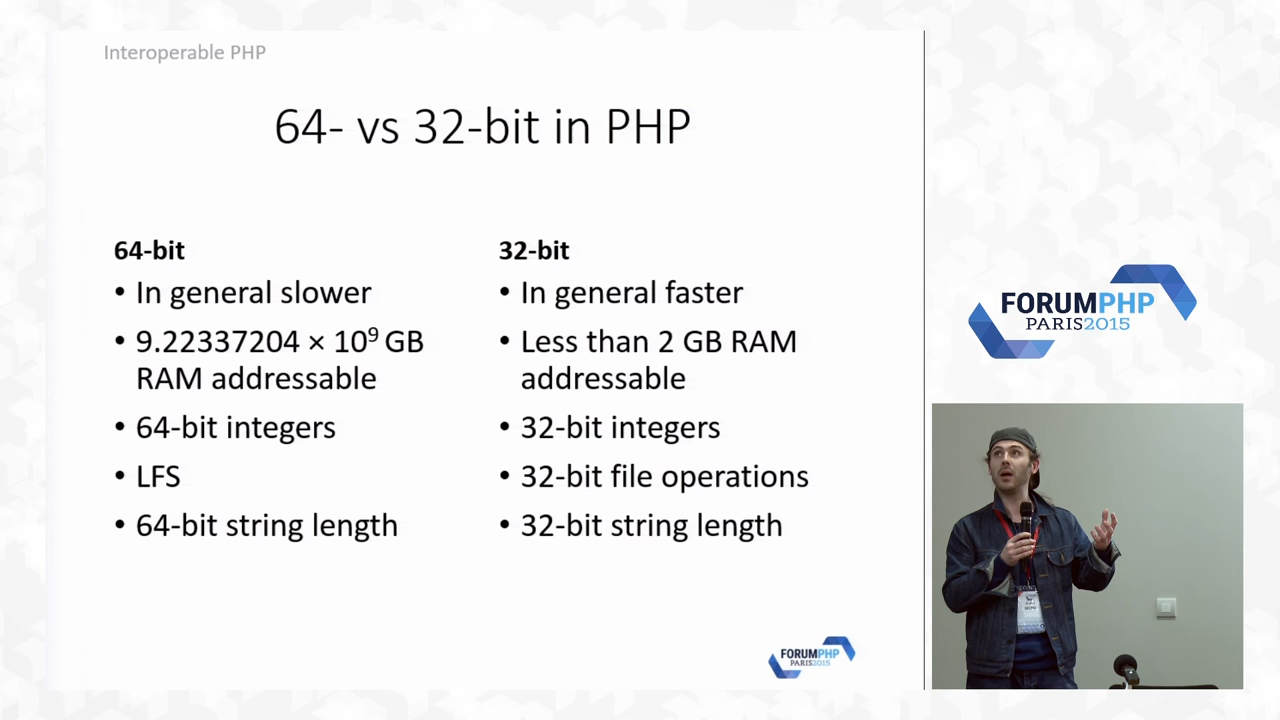 Interoperable PHP
64- vs 32-bit in PHP
64-bit
• In general slower
• 9.22337204 × 10⁹ GB
RAM addressable
• 64-bit integers
• LFS
• 64-bit string length
32-bit
• In general faster
• Less than 2 GB RAM
addressable
• 32-bit integers
• 32-bit file operations
• 32-bit string length
FORUMPHP
PARIS2015
FORUMPHP
PARIS2015